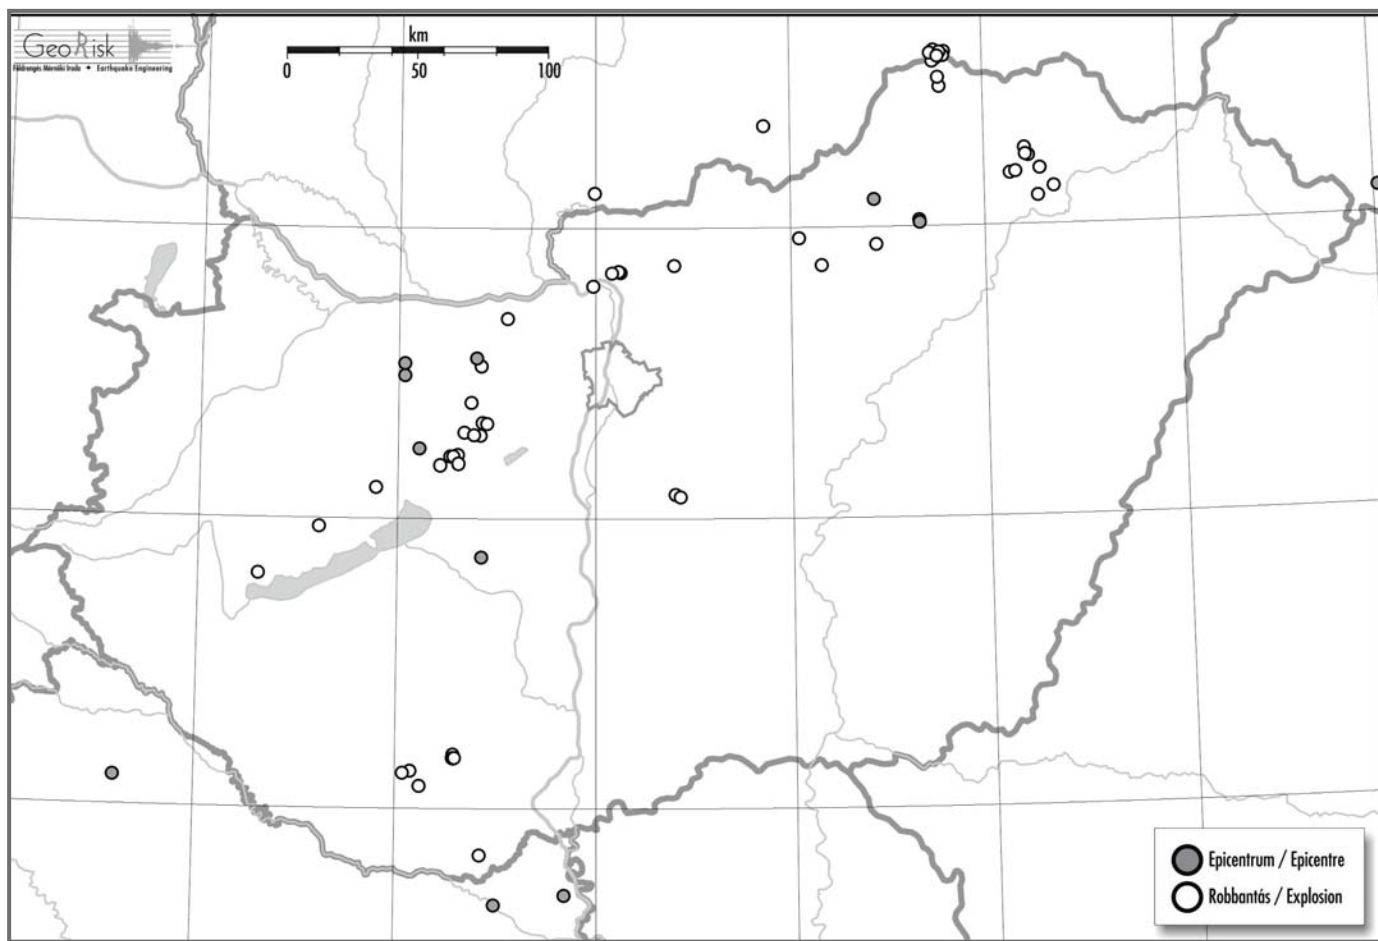 GeoRisk
Földrengés Mérnöki Iroda • Earthquake Engineering
km
0 50 100
Epicentrum / Epicentre
Robbantás / Explosion